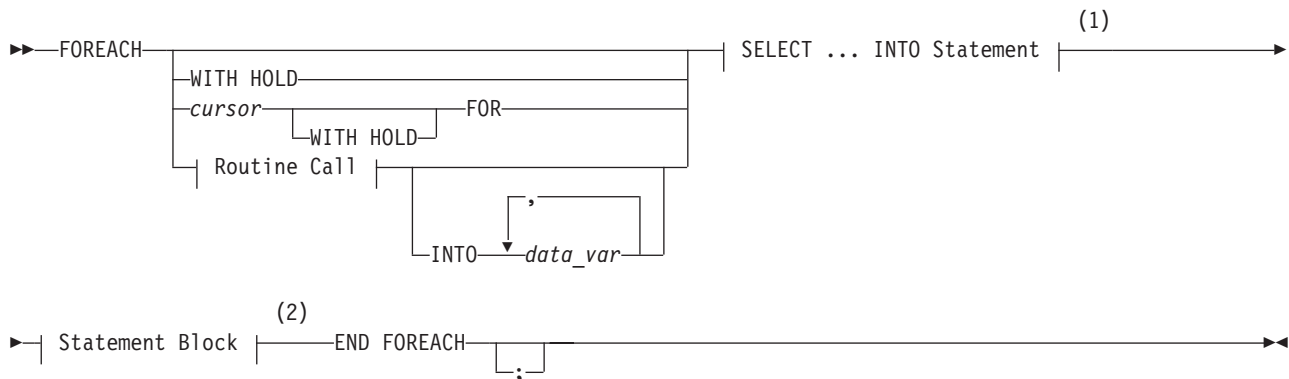 (1)
FOREACH SELECT ... INTO Statement
WITH HOLD
cursor FOR
WITH HOLD
Routine Call
,
INTO data_var
(2)
Statement Block END FOREACH
;